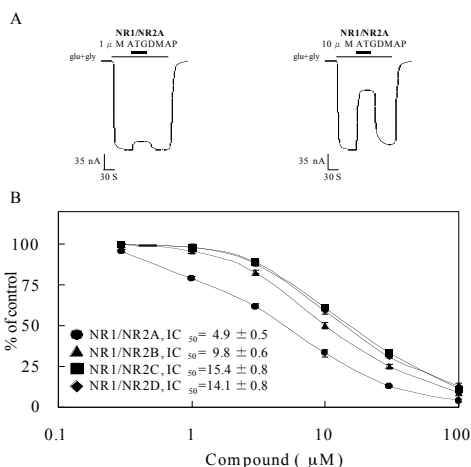 A
NR1/NR2A
1 μ M ATGDMAP
glu+gly
35 nA
30 S
NR1/NR2A
10 μ M ATGDMAP
glu+gly
35 nA
30 S
B
100
75
50
25
0
% of control
NR1/NR2A, IC 50= 4.9 ± 0.5
NR1/NR2B, IC 50= 9.8 ± 0.6
NR1/NR2C, IC 50=15.4 ± 0.8
NR1/NR2D, IC 50=14.1 ± 0.8
0.1 1 10 100
Compound ( μM)